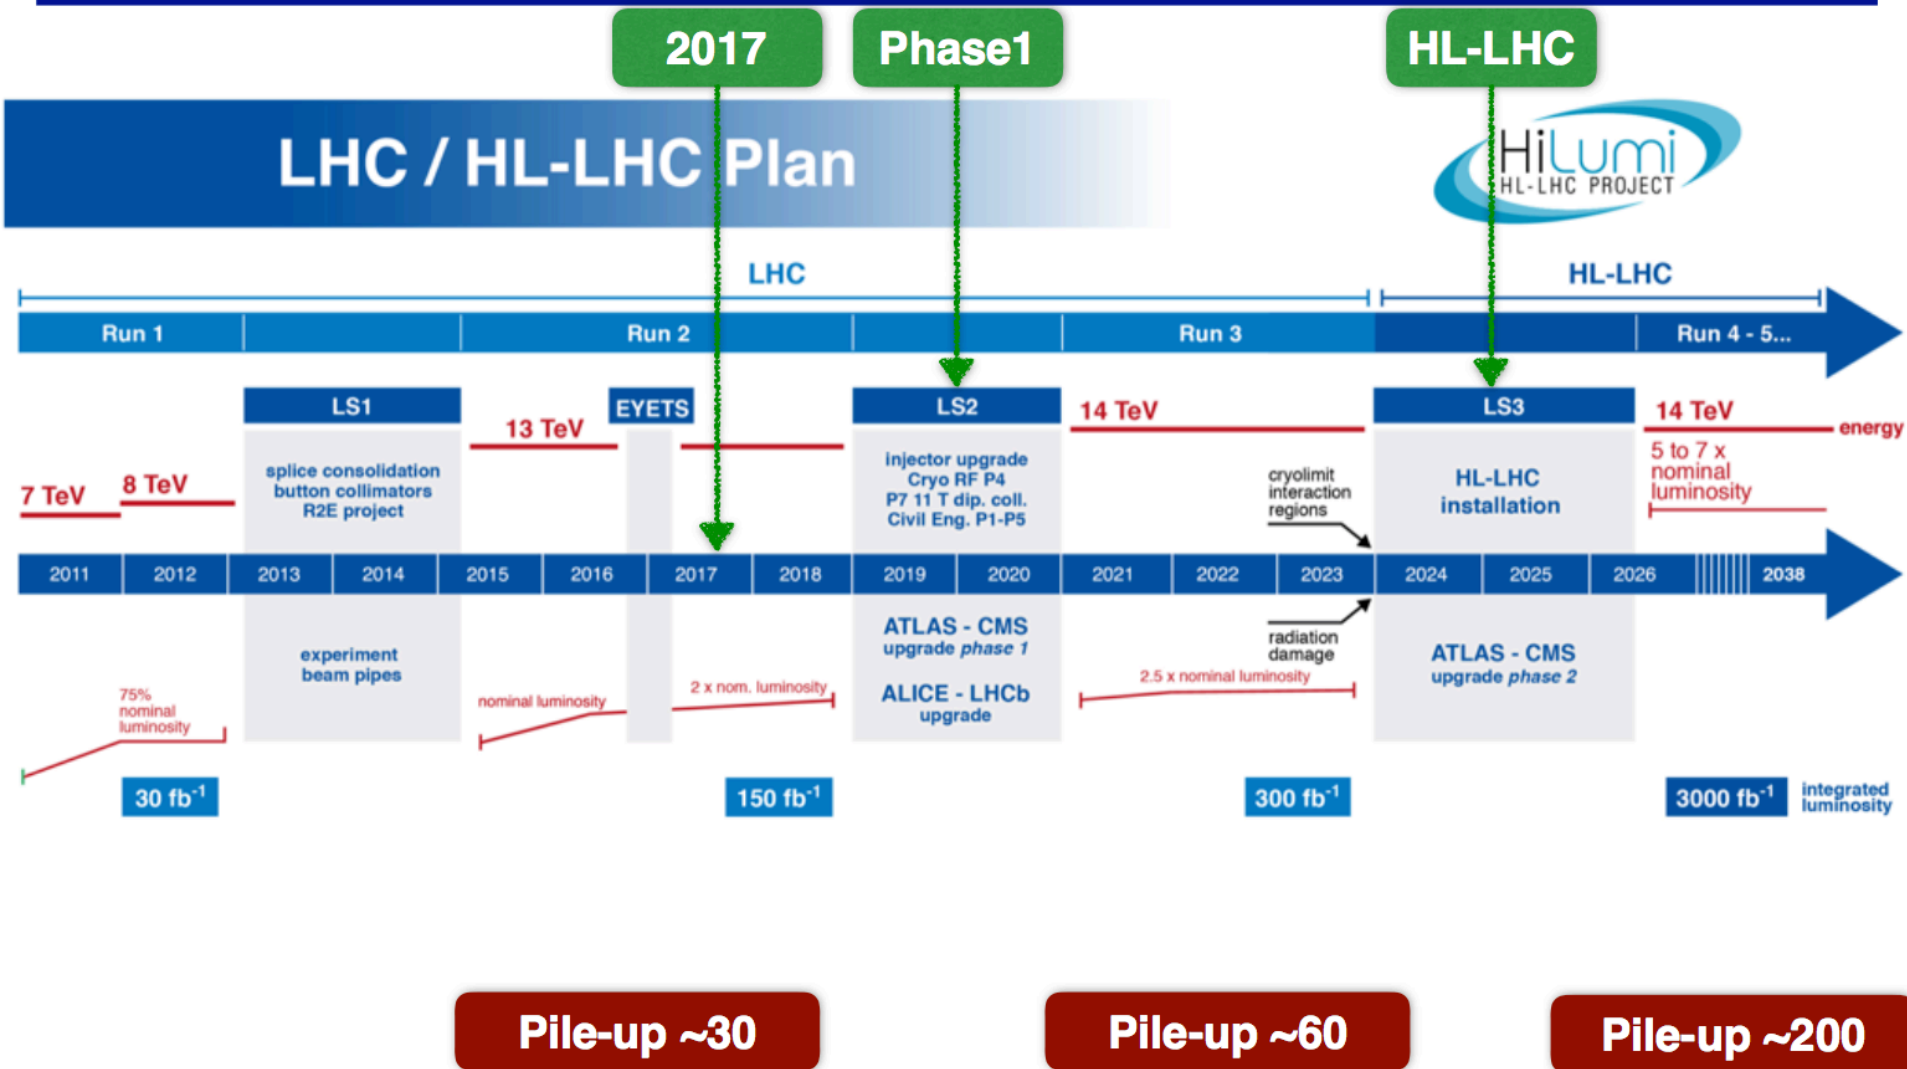 2017
Phase1
HL-LHC
LHC / HL-LHC Plan
HiLumi
HL-LHC PROJECT
LHC
HL-LHC
Run 1
Run 2
Run 3
Run 4 - 5...
LS1
EYETS
LS2
LS3
7 TeV
8 TeV
13 TeV
14 TeV
14 TeV
energy
splice consolidation
button collimators
R2E project
injector upgrade
Cryo RF P4
P7 11 T dip. coll.
Civil Eng. P1-P5
cryolimit
interaction
regions
HL-LHC
installation
5 to 7 x
nominal
luminosity
2011
2012
2013
2014
2015
2016
2017
2018
2019
2020
2021
2022
2023
2024
2025
2026
2038
75%
nominal
luminosity
experiment
beam pipes
nominal luminosity
2 x nom. luminosity
ATLAS - CMS
upgrade phase 1
ALICE - LHCb
upgrade
2.5 x nominal luminosity
radiation
damage
ATLAS - CMS
upgrade phase 2
30 fb⁻¹
150 fb⁻¹
300 fb⁻¹
3000 fb⁻¹
integrated
luminosity
Pile-up ~30
Pile-up ~60
Pile-up ~200